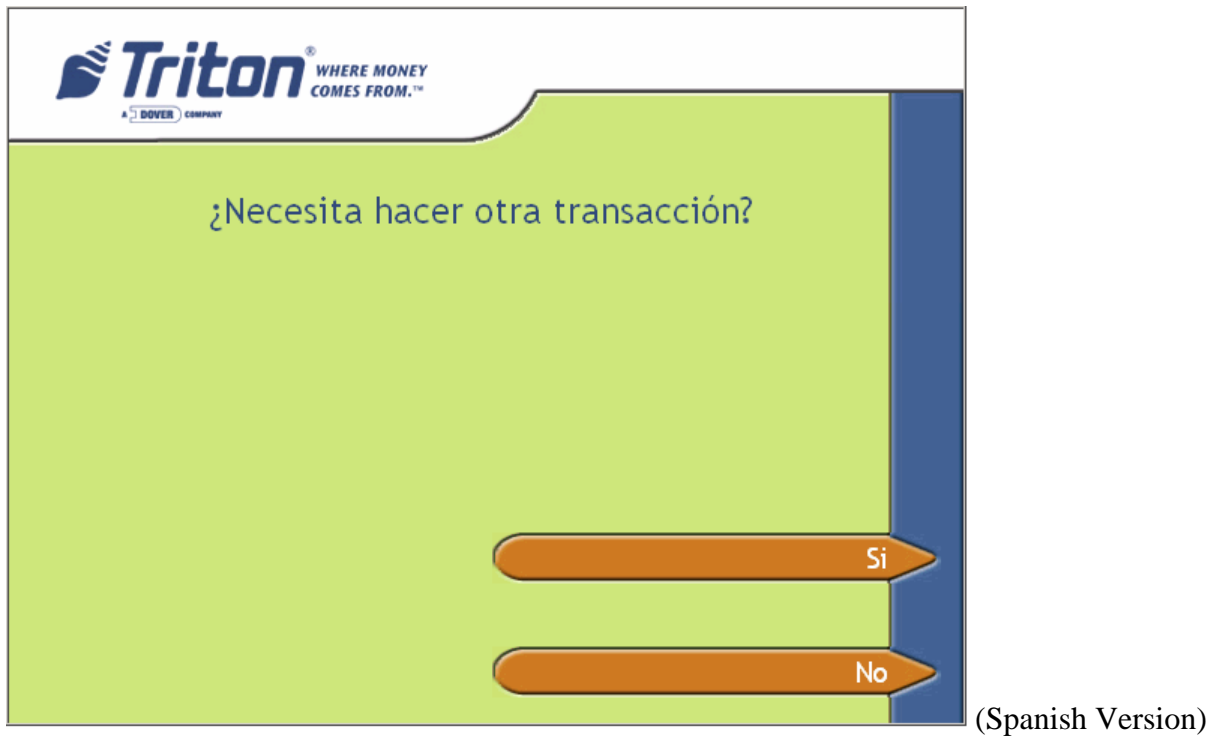 Triton® WHERE MONEY
COMES FROM.™
A DOVER COMPANY
¿Necesita hacer otra transacción?
Si
No
(Spanish Version)